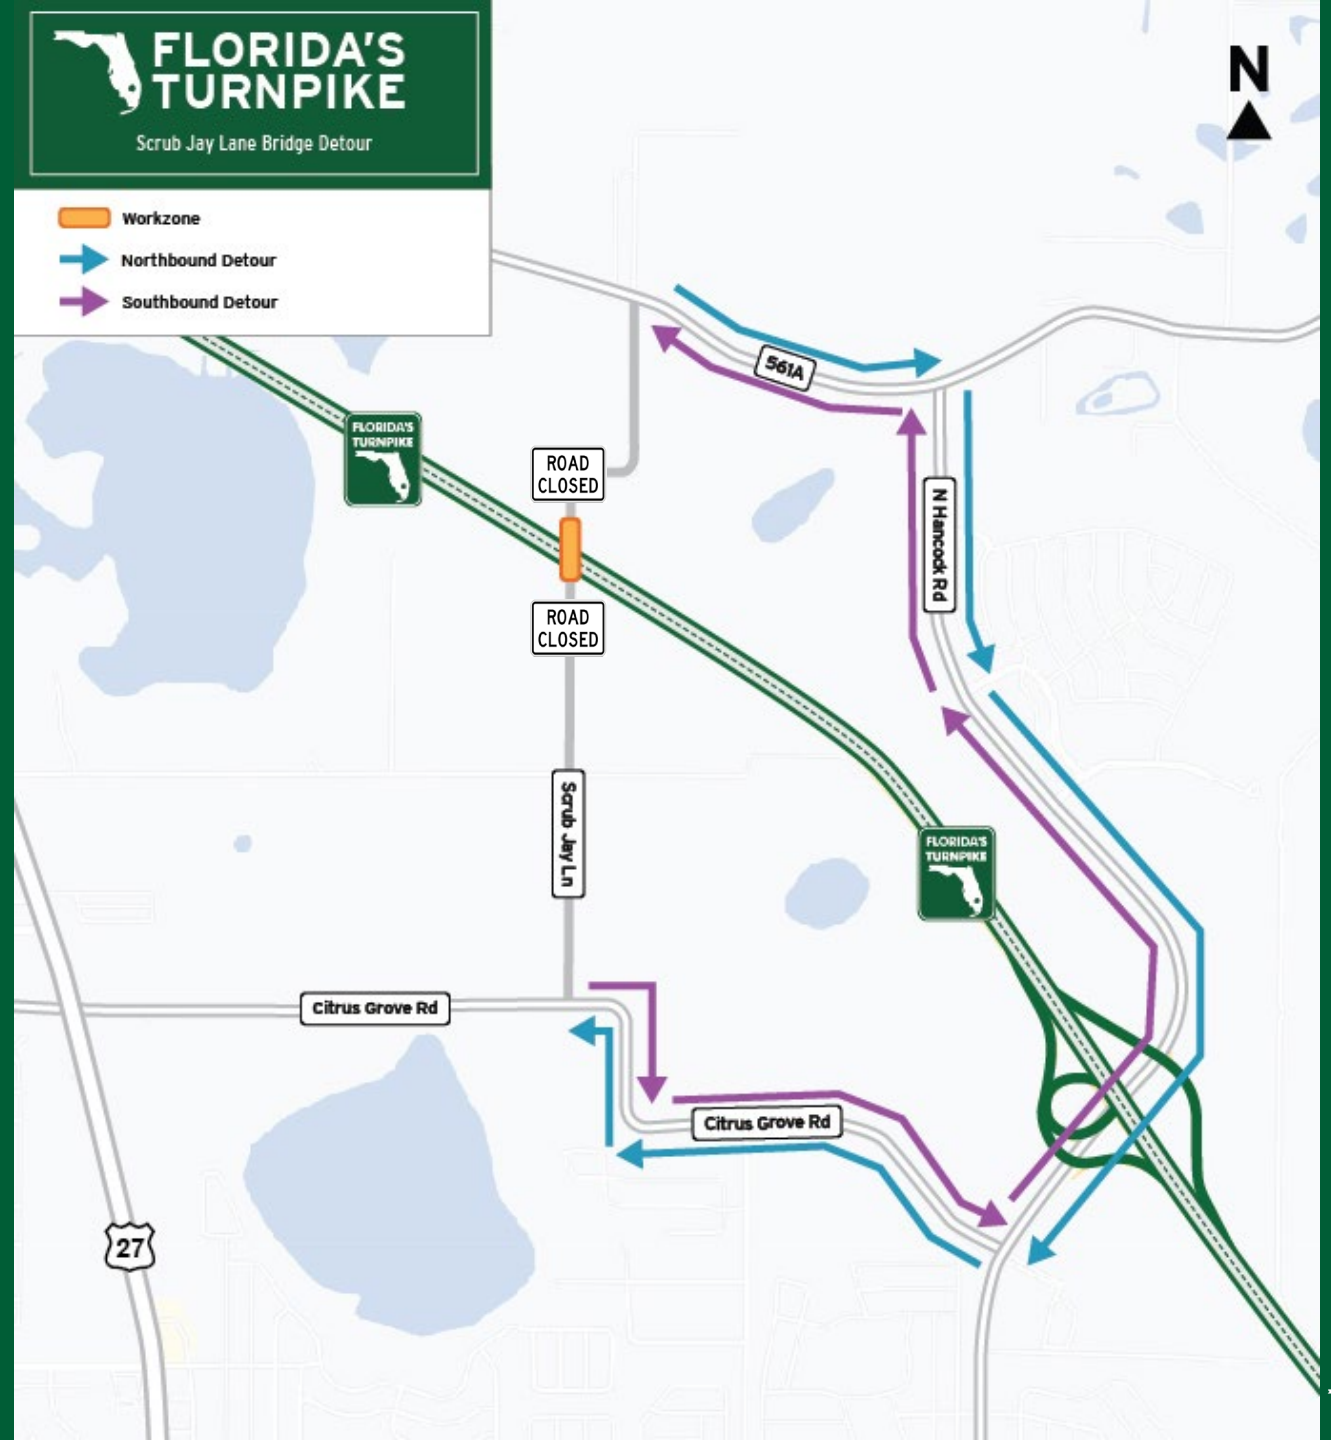 FLORIDA'S
TURNPIKE
Scrub Jay Lane Bridge Detour
N
Workzone
Northbound Detour
Southbound Detour
561A
FLORIDA'S
TURNPIKE
ROAD
CLOSED
N Hancock Rd
ROAD
CLOSED
Scrub Jay Ln
FLORIDA'S
TURNPIKE
Citrus Grove Rd
Citrus Grove Rd
27